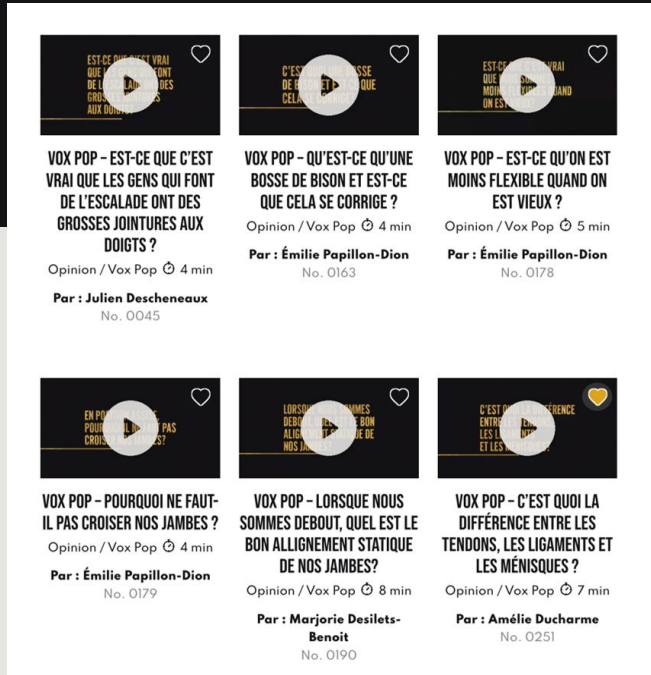 VOX POP – EST-CE QUE C'EST
VRAI QUE LES GENS QUI FONT
DE L'ESCALADE ONT DES
GROSSES JOINTURES AUX
DOIGTS ?
Opinion / Vox Pop 4 min
Par : Julien Descheneaux
No. 0045
VOX POP – QU'EST-CE QU'UNE
BOSSE DE BISON ET EST-CE
QUE CELA SE CORRIGE ?
Opinion / Vox Pop 4 min
Par : Émilie Papillon-Dion
No. 0163
VOX POP – EST-CE QU'ON EST
MOINS FLEXIBLE QUAND ON
EST VIEUX ?
Opinion / Vox Pop 5 min
Par : Émilie Papillon-Dion
No. 0178
VOX POP – POURQUOI NE FAUT-
IL PAS CROISER NOS JAMBES ?
Opinion / Vox Pop 4 min
Par : Émilie Papillon-Dion
No. 0179
VOX POP – LORSQUE NOUS
SOMMES DEBOUT, QUEL EST LE
BON ALLIGNEMENT STATIQUE
DE NOS JAMBES?
Opinion / Vox Pop 8 min
Par : Marjorie Desilets-
Benoit
No. 0190
VOX POP – C'EST QUOI LA
DIFFÉRENCE ENTRE LES
TENDONS, LES LIGAMENTS ET
LES MÉNISQUES ?
Opinion / Vox Pop 7 min
Par : Amélie Ducharme
No. 0251